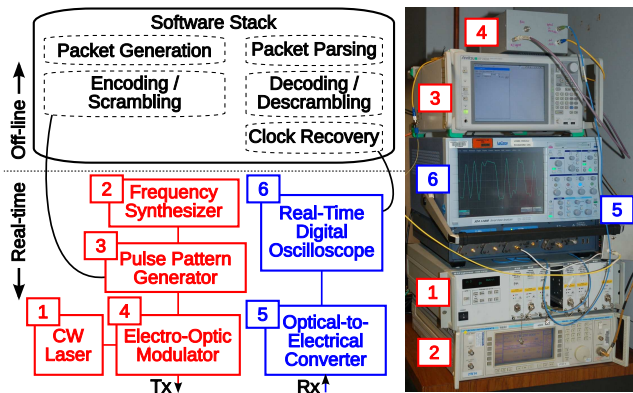 Software Stack
Packet Generation
Packet Parsing
Encoding /
Scrambling
Decoding /
Descrambling
Clock Recovery
Off-line
Real-time
2
Frequency
Synthesizer
6
Real-Time
Digital
Oscilloscope
3
Pulse Pattern
Generator
1
CW
Laser
4
Electro-Optic
Modulator
5
Optical-to-
Electrical
Converter
Tx
Rx
4
3
6
5
1
2